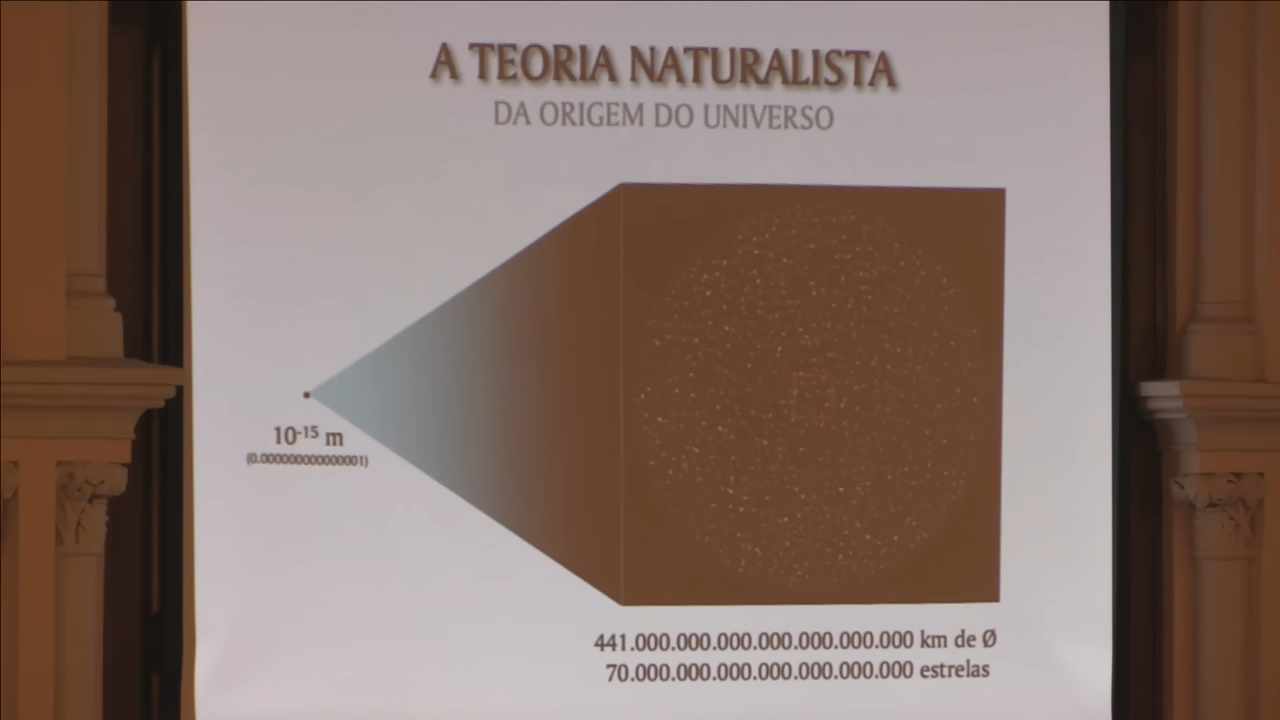 A TEORIA NATURALISTA
DA ORIGEM DO UNIVERSO
10⁻¹⁵ m
(0.000000000000001)
441.000.000.000.000.000.000.000 km de Ø
70.000.000.000.000.000.000.000 estrelas